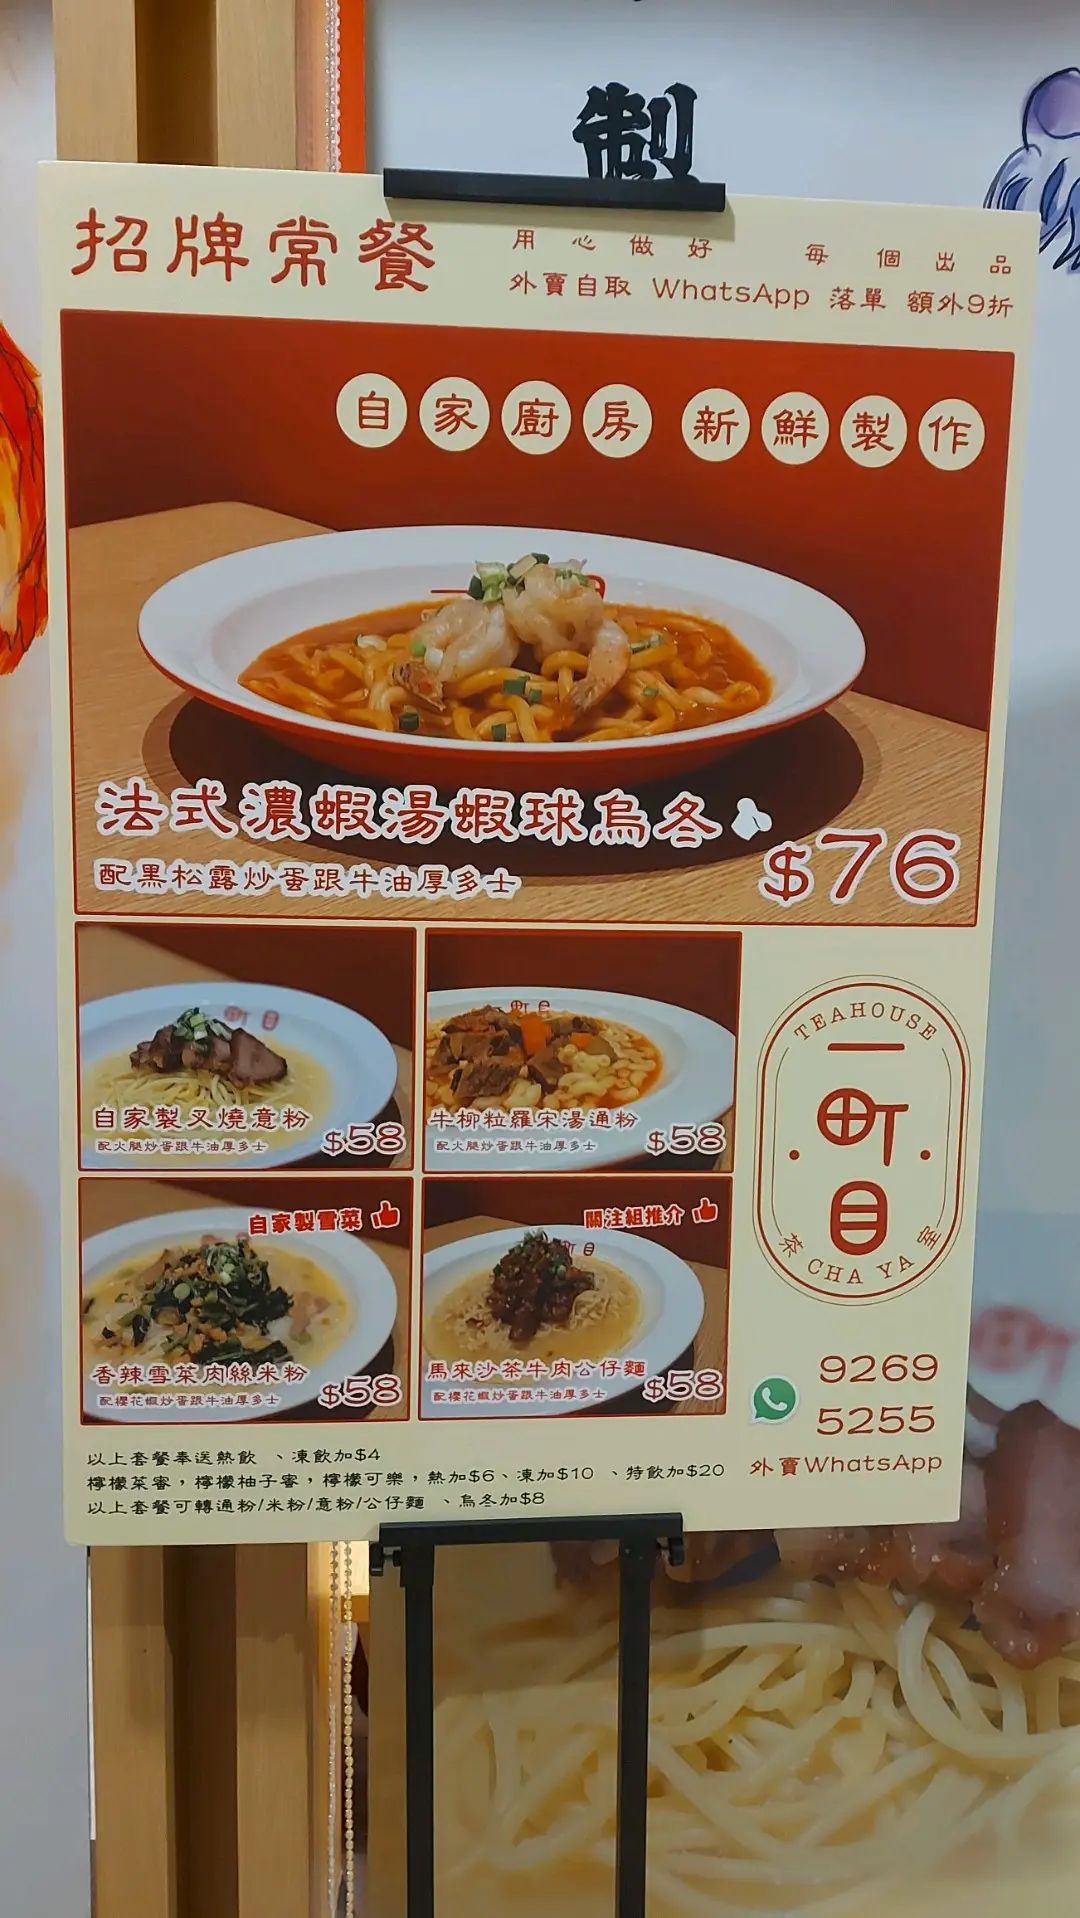 製
招牌常餐
用心做好 每個出品
外賣自取 WhatsApp 落單 額外9折
自家廚房 新鮮製作
法式濃蝦湯蝦球烏冬
$76
配黑松露炒蛋跟牛油厚多士
自家製叉燒意粉
配火腿炒蛋跟牛油厚多士
$58
牛柳粒羅宋湯通粉
配火腿炒蛋跟牛油厚多士
$58
自家製雪菜
香辣雪菜肉絲米粉
配櫻花蝦炒蛋跟牛油厚多士
$58
關注組推介
馬來沙茶牛肉公仔麵
配櫻花蝦炒蛋跟牛油厚多士
$58
TEAHOUSE
一
町
目
茶 CHA YA 室
9269
5255
外賣WhatsApp
以上套餐奉送熱飲 、凍飲加$4
檸檬菜蜜，檸檬柚子蜜，檸檬可樂，熱加$6、凍加$10 、特飲加$20
以上套餐可轉通粉/米粉/意粉/公仔麵 、烏冬加$8